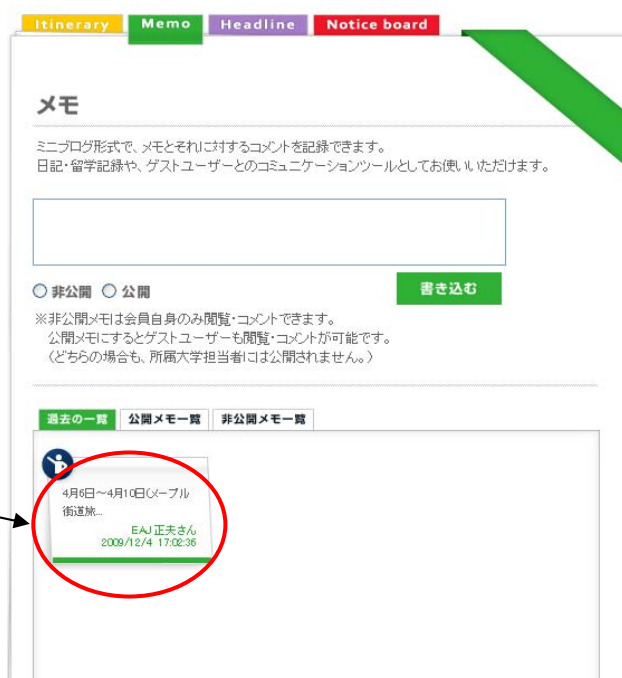 Itinerary Memo Headline Notice board
メモ
ミニブログ形式で、メモとそれに対するコメントを記録できます。
日記・留学記録や、ゲストユーザーとのコミュニケーションツールとしてお使いいただけます。
非公開 公開
書き込む
※非公開メモは会員自身のみ閲覧・コメントできます。
公開メモにするとゲストユーザーも閲覧・コメントが可能です。
(どちらの場合も、所属大学担当者には公開されません。)
過去の一覧 公開メモ一覧 非公開メモ一覧
4月6日～4月10日(メープル
街道旅...
EAJ 正夫さん
2009/12/4 17:02:36